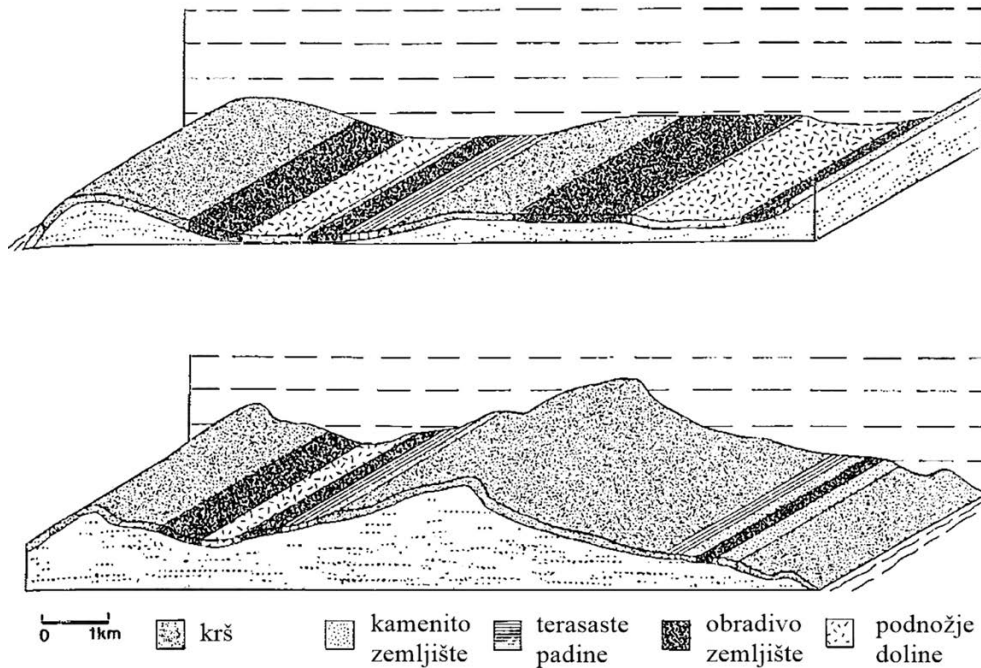 0 1km
krš
kamenito
zemljište
terasaste
padine
obradivo
zemljište
podnožje
doline